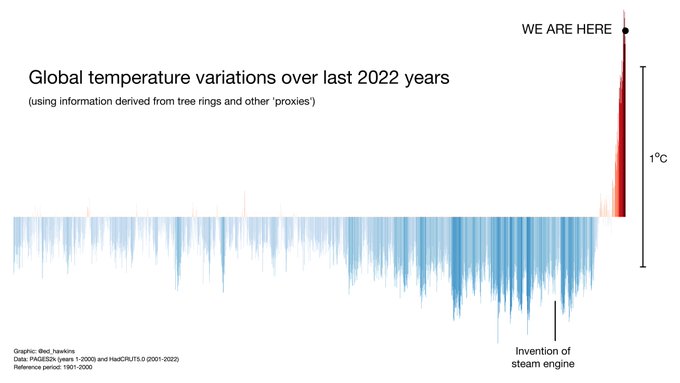 WE ARE HERE
Global temperature variations over last 2022 years
(using information derived from tree rings and other 'proxies')
1°C
Invention of
steam engine
Graphic: @ed_hawkins
Data: PAGES2k (years 1-2000) and HadCRUT5.0 (2001-2022)
Reference period: 1901-2000